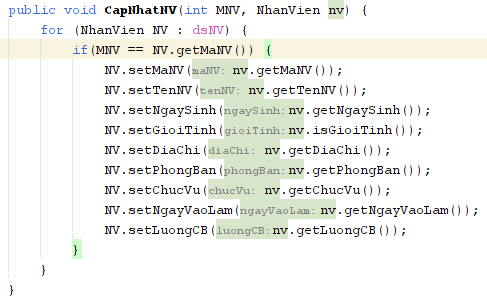 public void CapNhatNV(int MNV, NhanVien nv) {
    for (NhanVien NV : dsNV) {
        if(MNV == NV.getMaNV()) {
            NV.setMaNV(maNV: nv.getMaNV());
            NV.setTenNV(tenNV: nv.getTenNV());
            NV.setNgaySinh(ngaySinh: nv.getNgaySinh());
            NV.setGioiTinh(gioiTinh: nv.isGioiTinh());
            NV.setDiaChi(diaChi: nv.getDiaChi());
            NV.setPhongBan(phongBan: nv.getPhongBan());
            NV.setChucVu(chucVu: nv.getChucVu());
            NV.setNgayVaoLam(ngayVaoLam: nv.getNgayVaoLam());
            NV.setLuongCB(luongCB: nv.getLuongCB());
        }
    }
}